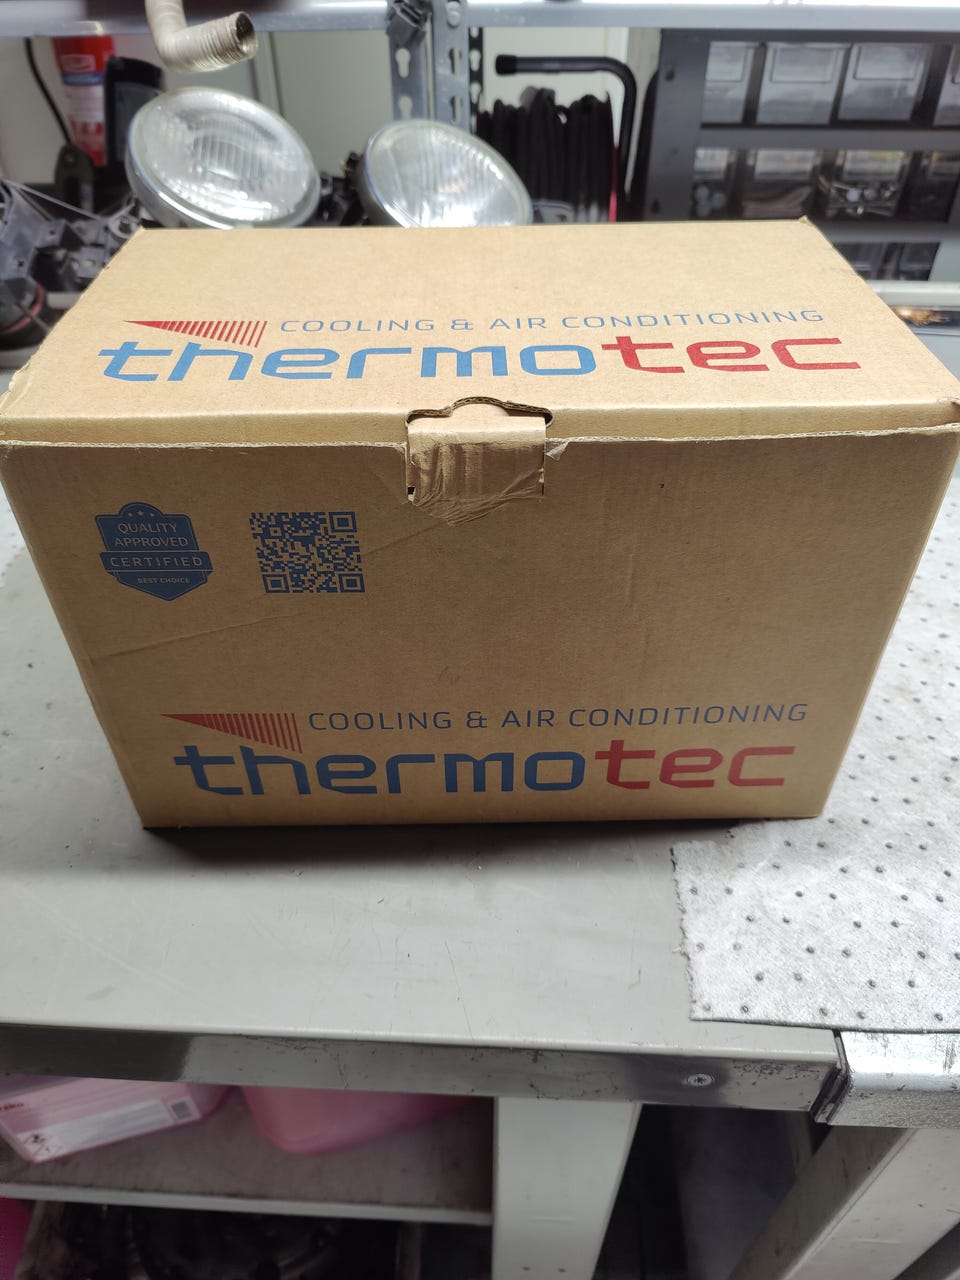 COOLING & AIR CONDITIONING
thermotec
QUALITY
APPROVED
CERTIFIED
BEST CHOICE
COOLING & AIR CONDITIONING
thermotec